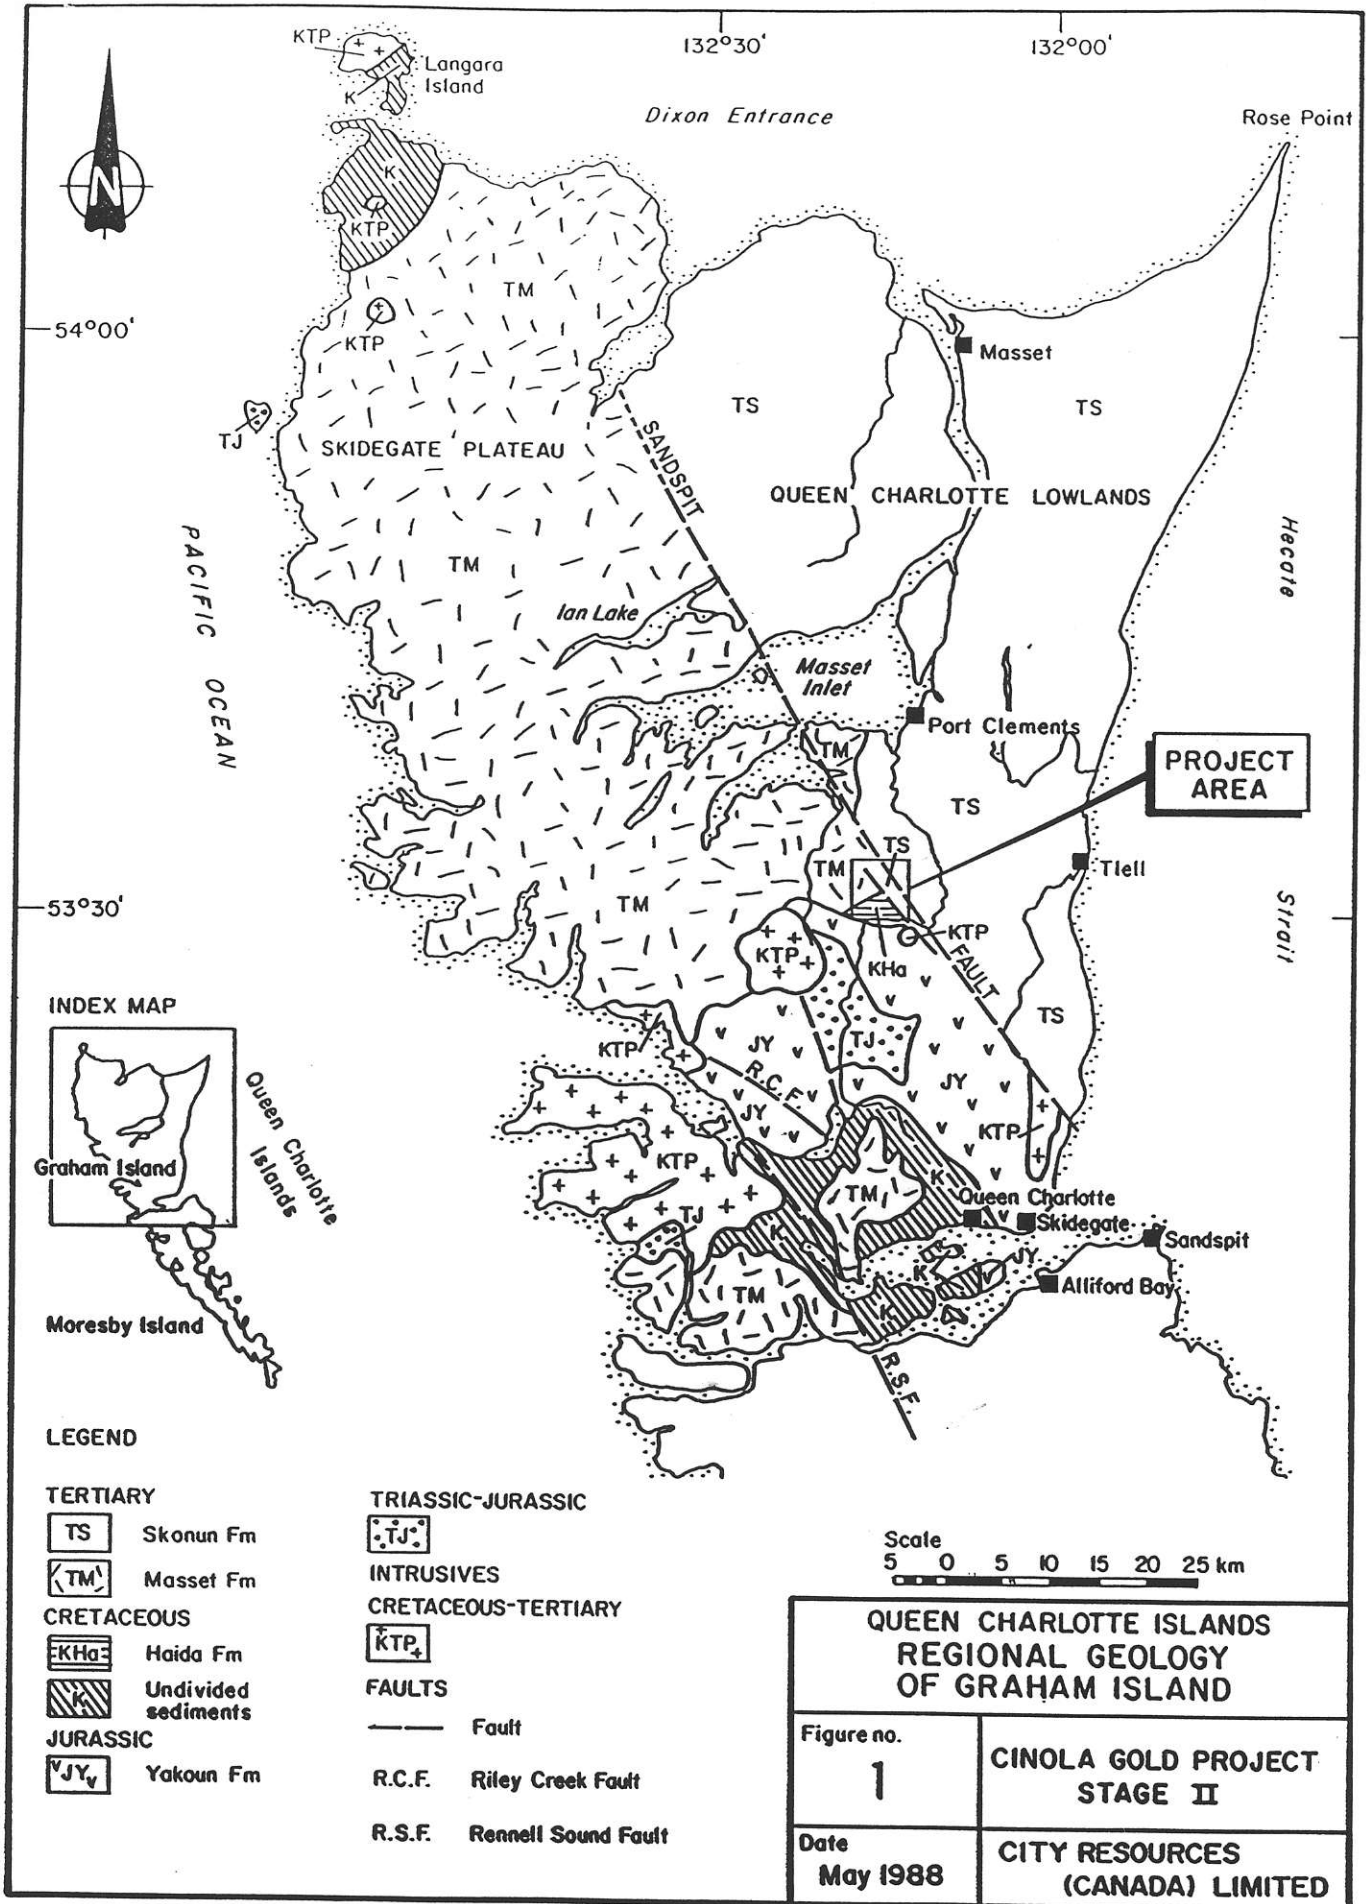 132°30'
132°00'
KTP
Langara
Island
K
Dixon Entrance
Rose Point
N
K
KTP
TM
54°00'
KTP
Masset
TJ
SKIDEGATE PLATEAU
SANDSPIT
TS
TS
QUEEN CHARLOTTE LOWLANDS
PACIFIC OCEAN
TM
Hecate
Ian Lake
Masset
Inlet
Port Clements
TM
PROJECT
AREA
TS
TS
TM
Tlell
53°30'
TM
Strait
KTP
KTP
KHa
FAULT
TS
INDEX MAP
KTP
JY
TJ
R.C.F.
JY
JY
KTP
Queen Charlotte
Islands
Graham Island
KTP
K
TM
Queen Charlotte
Skidegate
TJ
K
Sandspit
JY
K
Alliford Bay
TM
K
Moresby Island
R.S.F.
LEGEND
TERTIARY
TS Skonun Fm
TM Masset Fm
CRETACEOUS
KHa Haida Fm
K Undivided
sediments
JURASSIC
JY Yakoun Fm
TRIASSIC-JURASSIC
TJ
INTRUSIVES
CRETACEOUS-TERTIARY
KTP
FAULTS
Fault
R.C.F. Riley Creek Fault
R.S.F. Rennell Sound Fault
Scale
5 0 5 10 15 20 25 km
QUEEN CHARLOTTE ISLANDS
REGIONAL GEOLOGY
OF GRAHAM ISLAND
Figure no.
1
CINOLA GOLD PROJECT
STAGE II
Date
May 1988
CITY RESOURCES
(CANADA) LIMITED